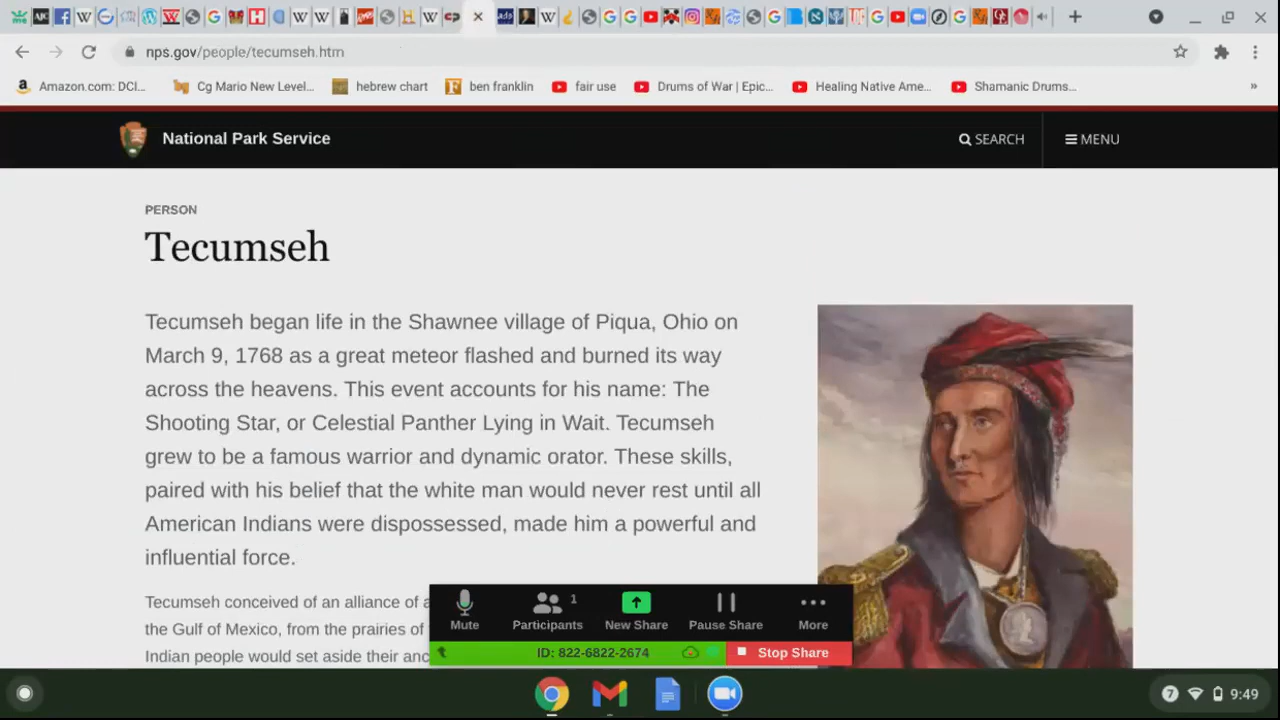 nps.gov/people/tecumseh.htm
Amazon.com: DCI... Cg Mario New Level... hebrew chart ben franklin fair use Drums of War | Epic... Healing Native Ame... Shamanic Drums... »
National Park Service SEARCH MENU
PERSON
Tecumseh
Tecumseh began life in the Shawnee village of Piqua, Ohio on
March 9, 1768 as a great meteor flashed and burned its way
across the heavens. This event accounts for his name: The
Shooting Star, or Celestial Panther Lying in Wait. Tecumseh
grew to be a famous warrior and dynamic orator. These skills,
paired with his belief that the white man would never rest until all
American Indians were dispossessed, made him a powerful and
influential force.
Tecumseh conceived of an alliance of a
the Gulf of Mexico, from the prairies of
Indian people would set aside their anc
1
Mute Participants New Share Pause Share More
ID: 822-6822-2674 Stop Share
7 9:49